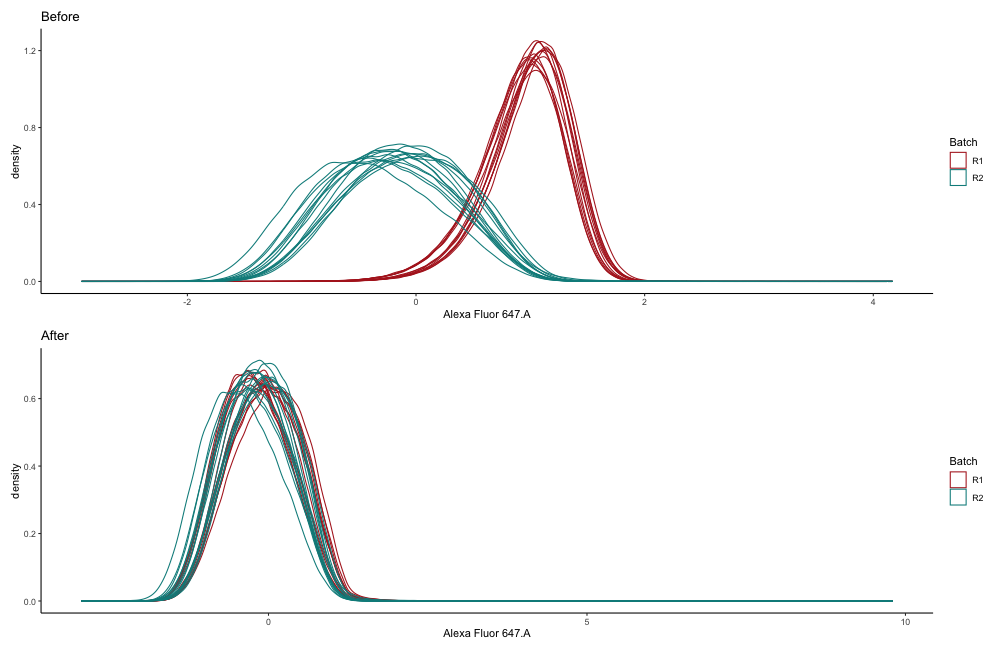 Before
1.2
0.8
0.4
0.0
density
-2 0 2 4
Alexa Fluor 647.A
Batch
R1
R2
After
0.6
0.4
0.2
0.0
density
0 5 10
Alexa Fluor 647.A
Batch
R1
R2